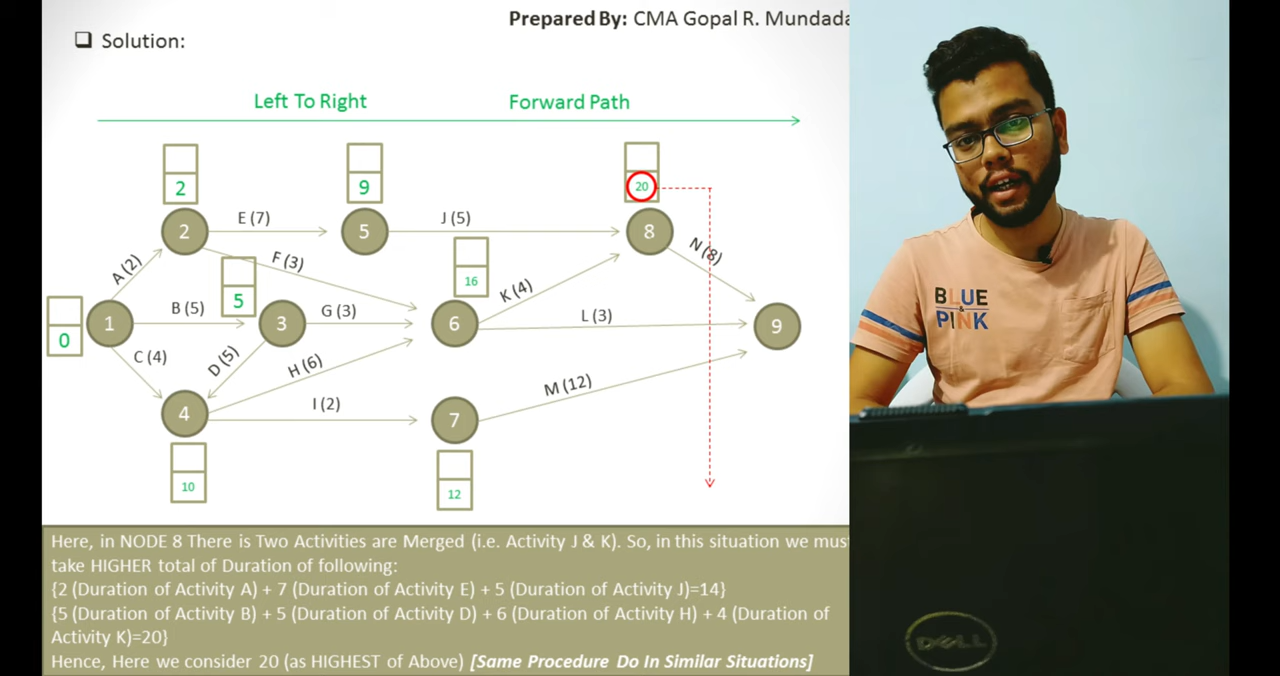 Prepared By: CMA Gopal R. Mundada
❑ Solution:
Left To Right
Forward Path
2
9
20
2
E (7)
5
J (5)
8
A (2)
F (3)
16
N (8)
5
K (4)
0
1
B (5)
3
G (3)
6
L (3)
9
C (4)
D (5)
H (6)
M (12)
4
I (2)
7
10
12
BLUE
&
PINK
DELL
Here, in NODE 8 There is Two Activities are Merged (i.e. Activity J & K). So, in this situation we mus
take HIGHER total of Duration of following:
{2 (Duration of Activity A) + 7 (Duration of Activity E) + 5 (Duration of Activity J)=14}
{5 (Duration of Activity B) + 5 (Duration of Activity D) + 6 (Duration of Activity H) + 4 (Duration of
Activity K)=20}
Hence, Here we consider 20 (as HIGHEST of Above) [Same Procedure Do In Similar Situations]